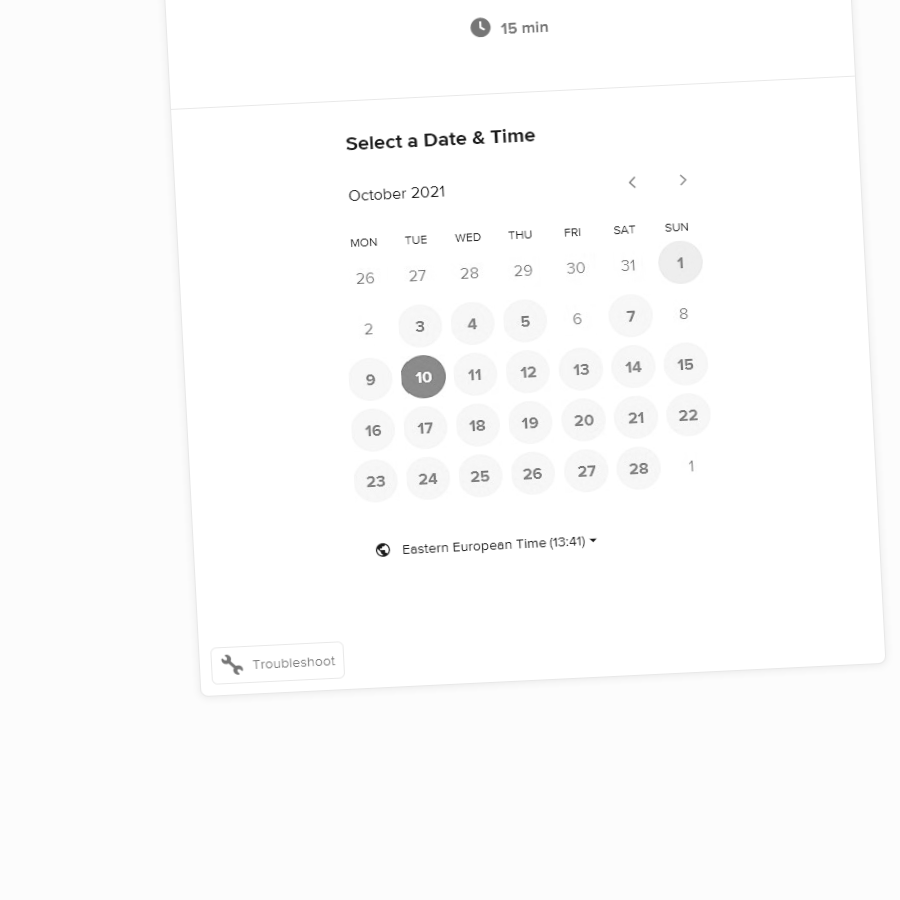 15 min
Select a Date & Time
October 2021
MON TUE WED THU FRI SAT SUN
26 27 28 29 30 31 1
2 3 4 5 6 7 8
9 10 11 12 13 14 15
16 17 18 19 20 21 22
23 24 25 26 27 28 1
Eastern European Time (13:41)
Troubleshoot